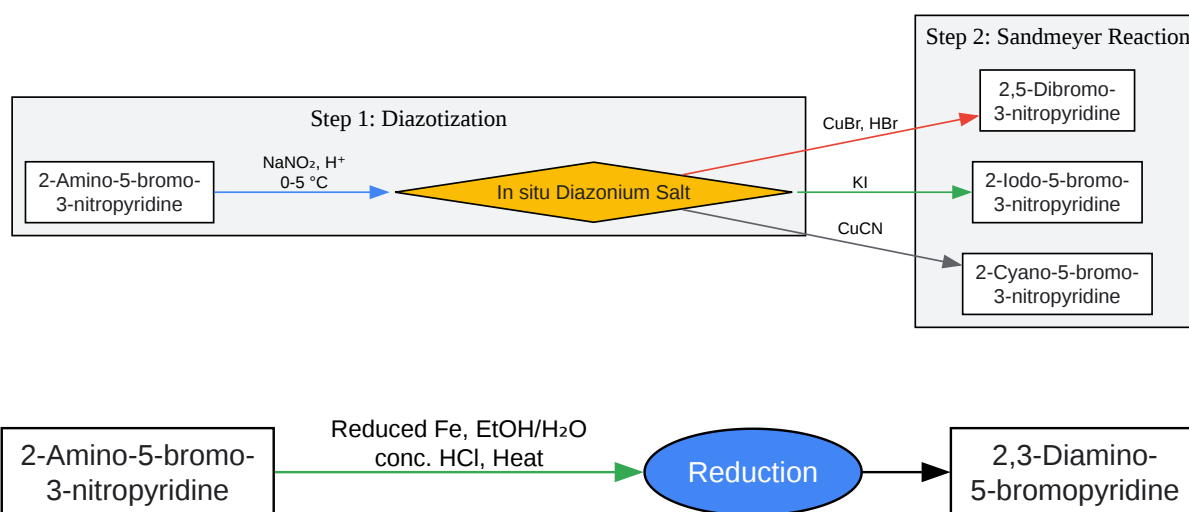 Step 2: Sandmeyer Reaction
2,5-Dibromo-
3-nitropyridine
Step 1: Diazotization
CuBr, HBr
NaNO₂, H⁺
0-5 °C
2-Amino-5-bromo-
3-nitropyridine
In situ Diazonium Salt
KI
2-Iodo-5-bromo-
3-nitropyridine
CuCN
2-Cyano-5-bromo-
3-nitropyridine
Reduced Fe, EtOH/H₂O
conc. HCl, Heat
2-Amino-5-bromo-
3-nitropyridine
Reduction
2,3-Diamino-
5-bromopyridine